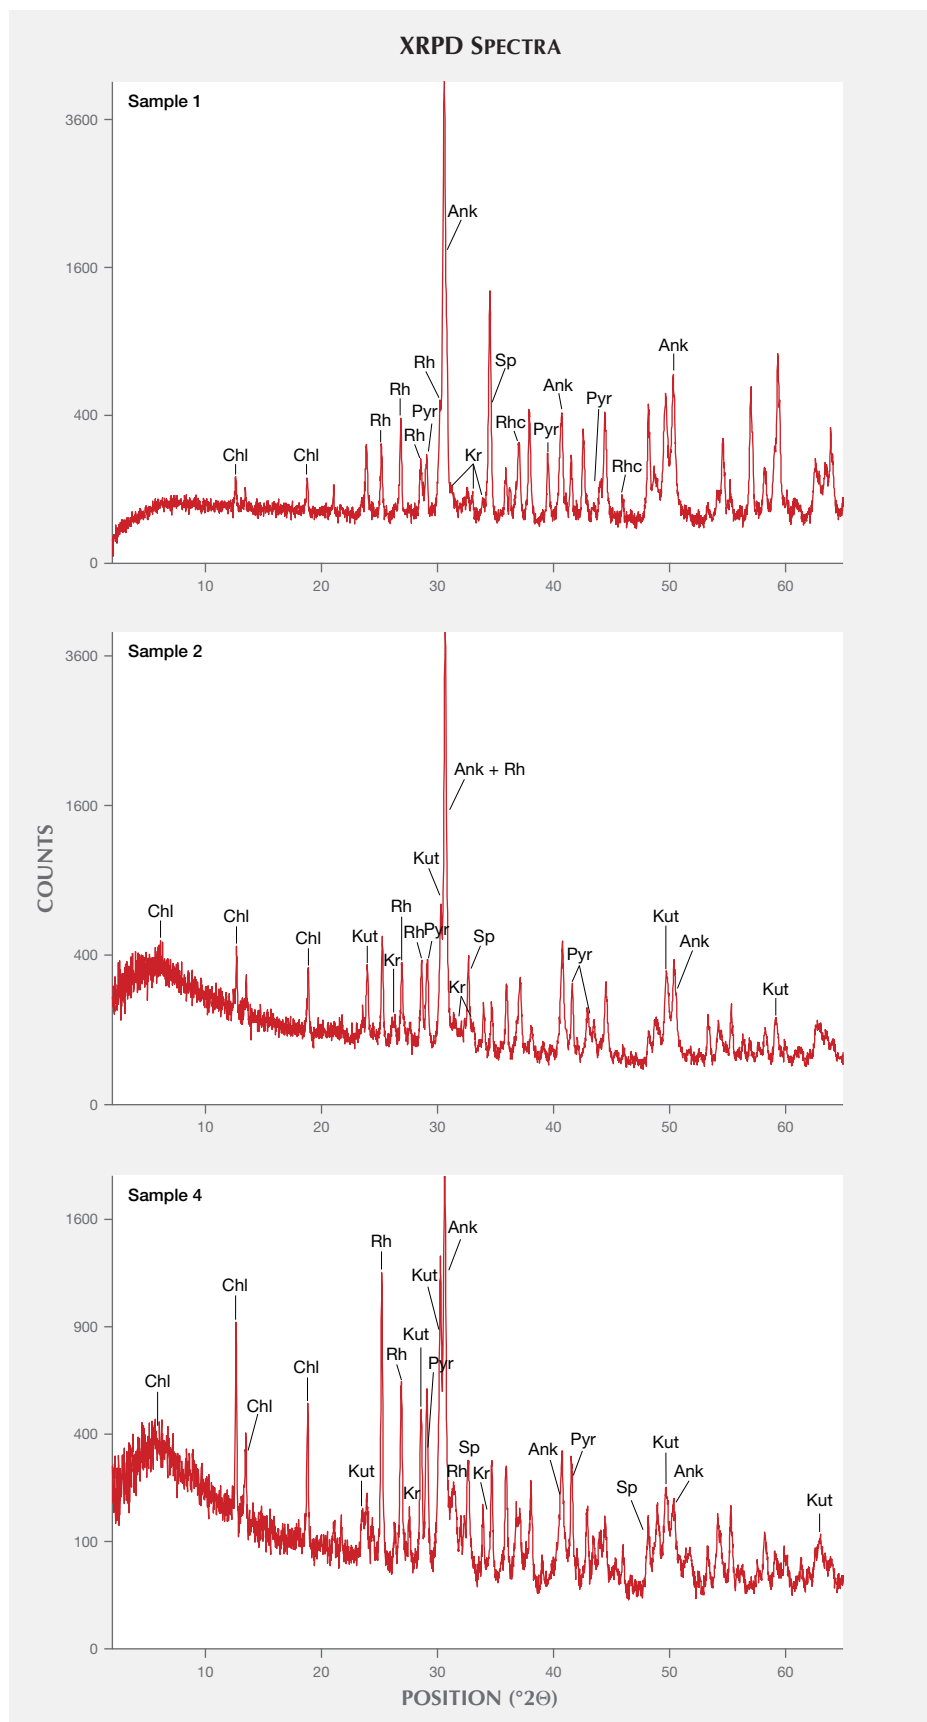 XRPD SPECTRA
Sample 1
3600
Ank
1600
Ank
Rh
Sp
Rh
Ank
Pyr
Pyr
400
Rh
Rhc
Rh
Pyr
Chl
Chl
Kr
Rhc
0
10 20 30 40 50 60
Sample 2
3600
Ank + Rh
1600
Kut
COUNTS
Chl
Rh
Chl
Kut
Rh
Pyr
Chl
Kut
Sp
Ank
400
Kr
Pyr
Kr
Kut
0
10 20 30 40 50 60
Sample 4
1600
Ank
Rh
Kut
Chl
900
Kut
Rh
Pyr
Chl
Chl
Chl
400
Sp
Ank
Pyr
Kut
Kut
Rh
Kr
Ank
Kr
Sp
Kut
100
0
10 20 30 40 50 60
POSITION (°2Θ)